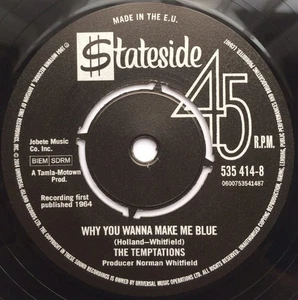 MADE IN THE E.U.
$tateside
45
R.P.M.
Jobete Music
Co. Inc.
BIEM SDRM
A Tamla-Motown
Prod.
Recording first
published 1964
535 414-8
0600753541487
WHY YOU WANNA MAKE ME BLUE
(Holland-Whitfield)
THE TEMPTATIONS
Producer Norman Whitfield